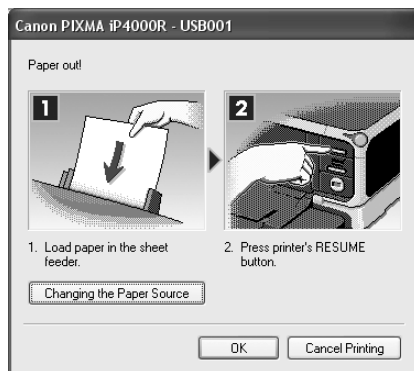 Canon PIXMA iP4000R - USB001
Paper out!
1
2
1. Load paper in the sheet
feeder.
2. Press printer's RESUME
button.
Changing the Paper Source
OK
Cancel Printing